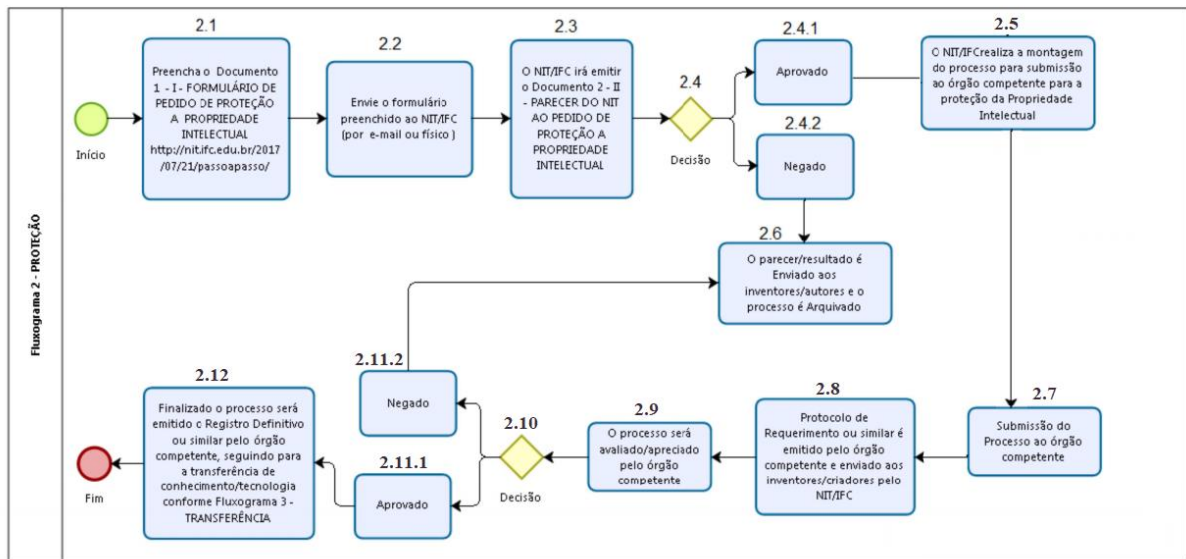 Fluxograma 2 - PROTEÇÃO
Início
2.1
Preencha o Documento
1 - I- FORMULÁRIO DE
PEDIDO DE PROTEÇÃO
A PROPRIEDADE
INTELECTUAL
http://nit.ifc.edu.br/2017
/07/21/passoapasso/
2.2
Envie o formulário
preenchido ao NIT/IFC
(por e-mail ou físico )
2.3
O NIT/IFC irá emitir
o Documento 2 - II
- PARECER DO NIT
AO PEDIDO DE
PROTEÇÃO A
PROPRIEDADE
INTELECTUAL
2.4
Decisão
2.4.1
Aprovado
2.4.2
Negado
2.5
O NIT/IFCrealiza a montagem
do processo para submissão
ao órgão competente para a
proteção da Propriedade
Intelectual
2.6
O parecer/resultado é
Enviado aos
inventores/autores e o
processo é Arquivado
2.7
Submissão do
Processo ao órgão
competente
2.8
Protocolo de
Requerimento ou similar é
emitido pelo órgão
competente e enviado aos
inventores/criadores pelo
NIT/IFC
2.9
O processo será
avaliado/apreciado
pelo órgão
competente
2.10
Decisão
2.11.2
Negado
2.11.1
Aprovado
2.12
Finalizado o processo será
emitido c Registro Definitivo
ou similar pelo órgão
competente, seguindo para
a transferência de
conhecimento/tecnologia
conforme Fluxograma 3 -
TRANSFERÊNCIA
Fim